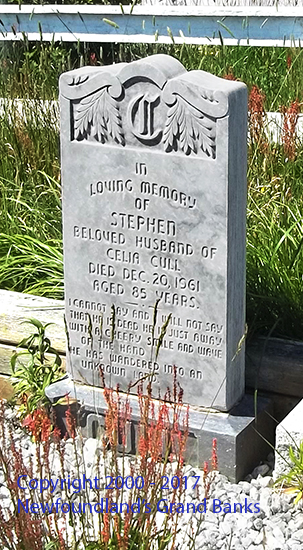 C
IN
LOVING MEMORY
OF
STEPHEN
BELOVED HUSBAND OF
CELIA CULL
DIED DEC. 20, 1961
AGED 85 YEARS.
I CANNOT SAY AND I WILL NOT SAY
THAT HE IS DEAD HE IS JUST AWAY
WITH A CHEERY SMILE AND WAVE
OF THE HAND
HE HAS WANDERED INTO AN
UNKNOWN
Copyright 2000 - 2017
Newfoundland's Grand Banks